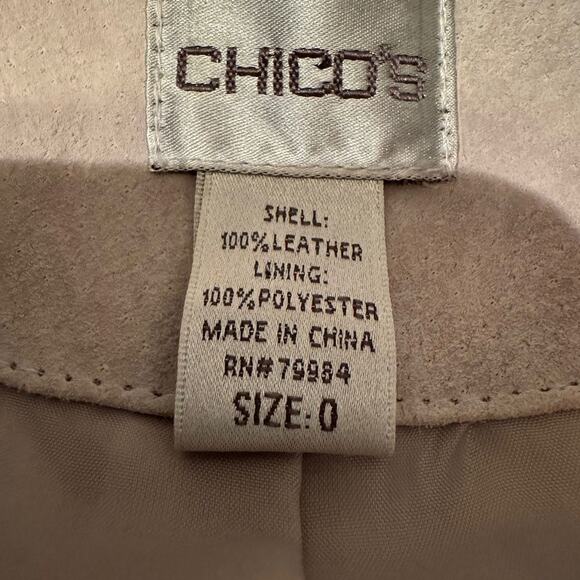 CHICO'S
SHELL:
100%LEATHER
LINING:
100%POLYESTER
MADE IN CHINA
RN#79984
SIZE: 0